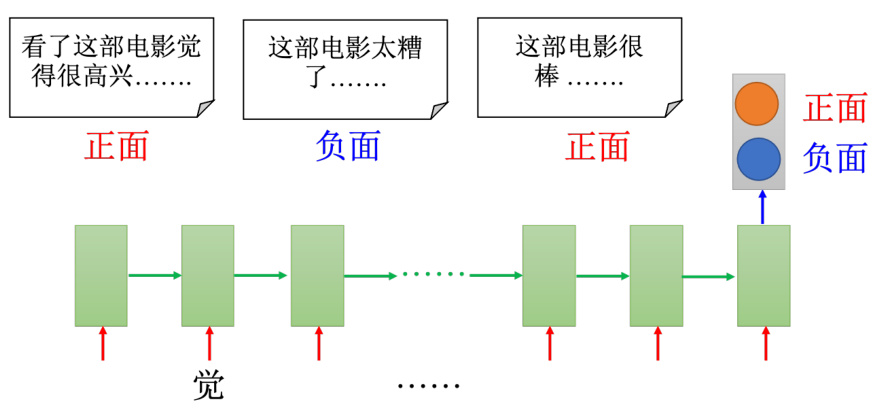 看了这部电影觉
得很高兴…….
正面
这部电影太糟
了…….
负面
这部电影很
棒 …….
正面
正面
负面
……
觉
……